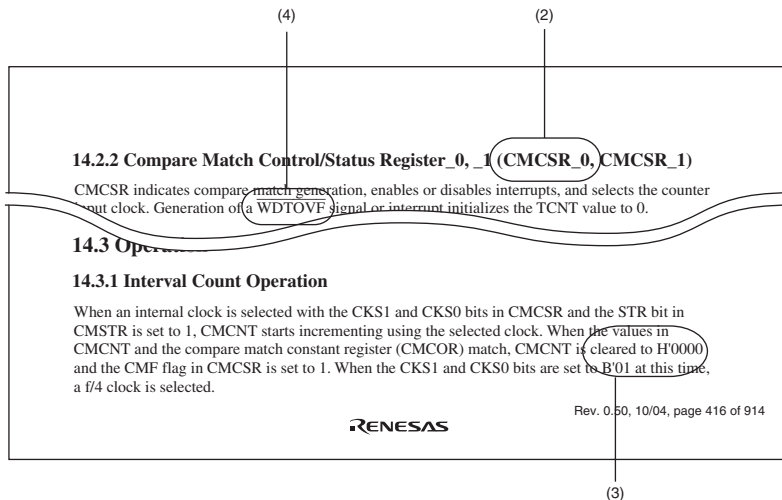 (4)
(2)
14.2.2 Compare Match Control/Status Register_0, _1 (CMCSR_0, CMCSR_1)
CMCSR indicates compare match generation, enables or disables interrupts, and selects the counter
input clock. Generation of a WDTOVF signal or interrupt initializes the TCNT value to 0.
14.3 Operation
14.3.1 Interval Count Operation
When an internal clock is selected with the CKS1 and CKS0 bits in CMCSR and the STR bit in
CMSTR is set to 1, CMCNT starts incrementing using the selected clock. When the values in
CMCNT and the compare match constant register (CMCOR) match, CMCNT is cleared to H'0000
and the CMF flag in CMCSR is set to 1. When the CKS1 and CKS0 bits are set to B'01 at this time,
a f/4 clock is selected.
Rev. 0.50, 10/04, page 416 of 914
RENESAS
(3)